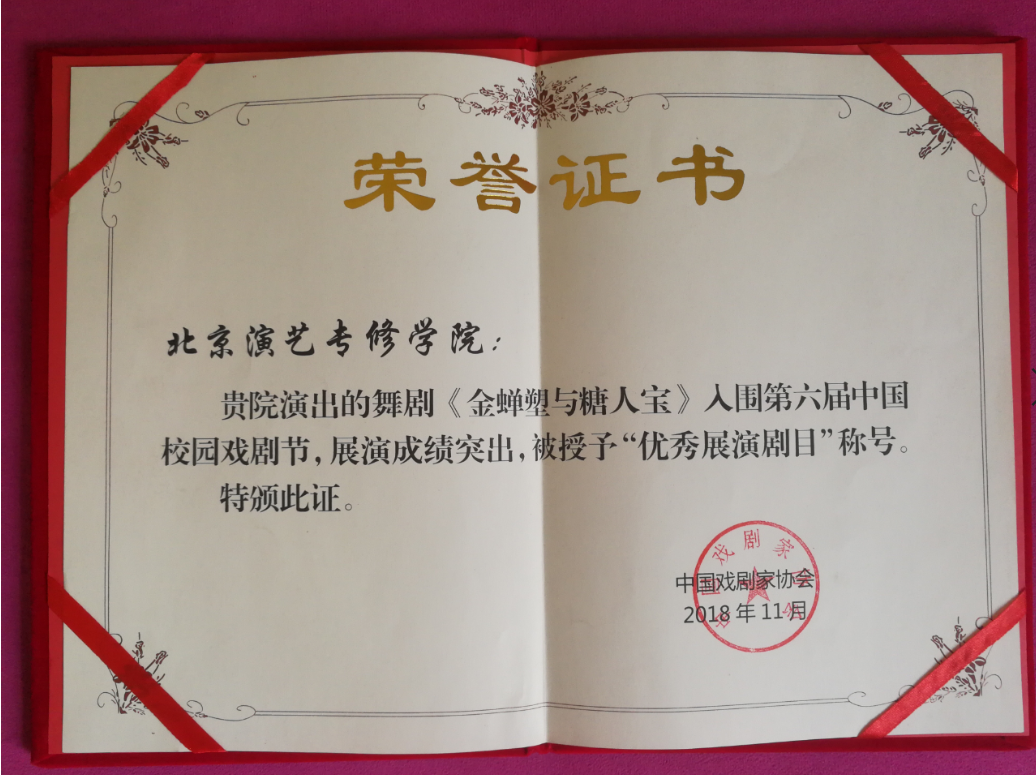 荣誉证书
北京演艺专修学院：
贵院演出的舞剧《金蝉塑与糖人宝》入围第六届中国
校园戏剧节，展演成绩突出，被授予“优秀展演剧目”称号。
特颁此证。
中国戏剧家协会
2018年11月